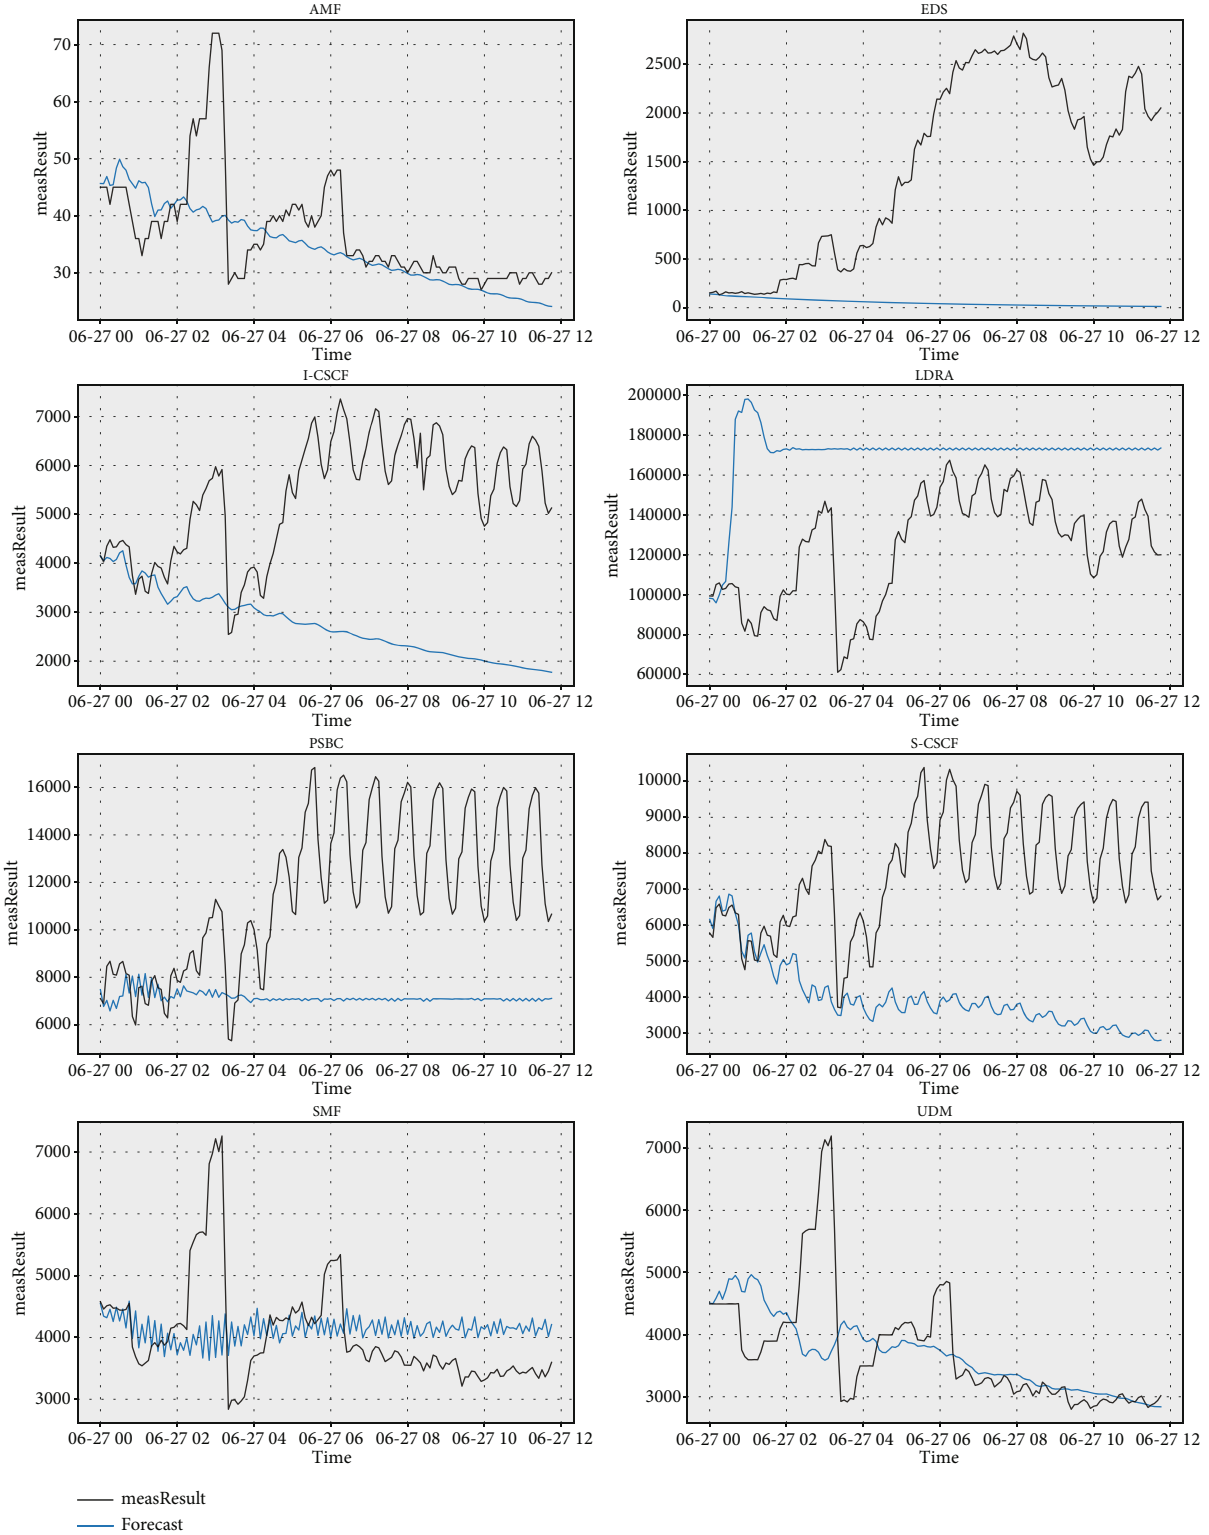 AMF
70
60
50
40
30
measResult
06-27 00 06-27 02 06-27 04 06-27 06 06-27 08 06-27 10 06-27 12
Time
EDS
2500
2000
1500
1000
500
0
measResult
06-27 00 06-27 02 06-27 04 06-27 06 06-27 08 06-27 10 06-27 12
Time
I-CSCF
7000
6000
5000
4000
3000
2000
measResult
06-27 00 06-27 02 06-27 04 06-27 06 06-27 08 06-27 10 06-27 12
Time
LDRA
200000
180000
160000
140000
120000
100000
80000
60000
measResult
06-27 00 06-27 02 06-27 04 06-27 06 06-27 08 06-27 10 06-27 12
Time
PSBC
16000
14000
12000
10000
8000
6000
measResult
06-27 00 06-27 02 06-27 04 06-27 06 06-27 08 06-27 10 06-27 12
Time
S-CSCF
10000
9000
8000
7000
6000
5000
4000
3000
measResult
06-27 00 06-27 02 06-27 04 06-27 06 06-27 08 06-27 10 06-27 12
Time
SMF
7000
6000
5000
4000
3000
measResult
06-27 00 06-27 02 06-27 04 06-27 06 06-27 08 06-27 10 06-27 12
Time
UDM
7000
6000
5000
4000
3000
measResult
06-27 00 06-27 02 06-27 04 06-27 06 06-27 08 06-27 10 06-27 12
Time
measResult
Forecast